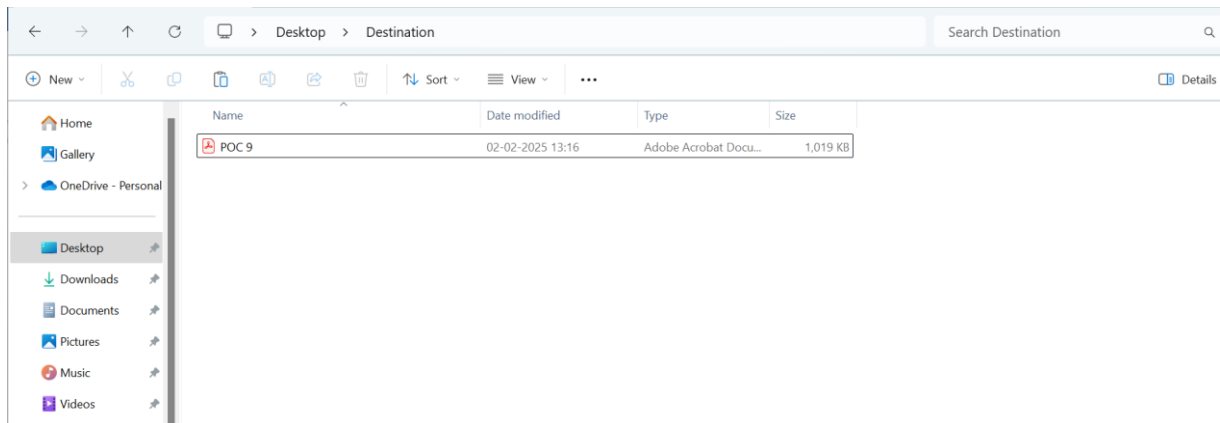 Desktop > Destination
Search Destination
New
Sort
View
Details
Name Date modified Type Size
POC 9 02-02-2025 13:16 Adobe Acrobat Docu... 1,019 KB
Home
Gallery
OneDrive - Personal
Desktop
Downloads
Documents
Pictures
Music
Videos